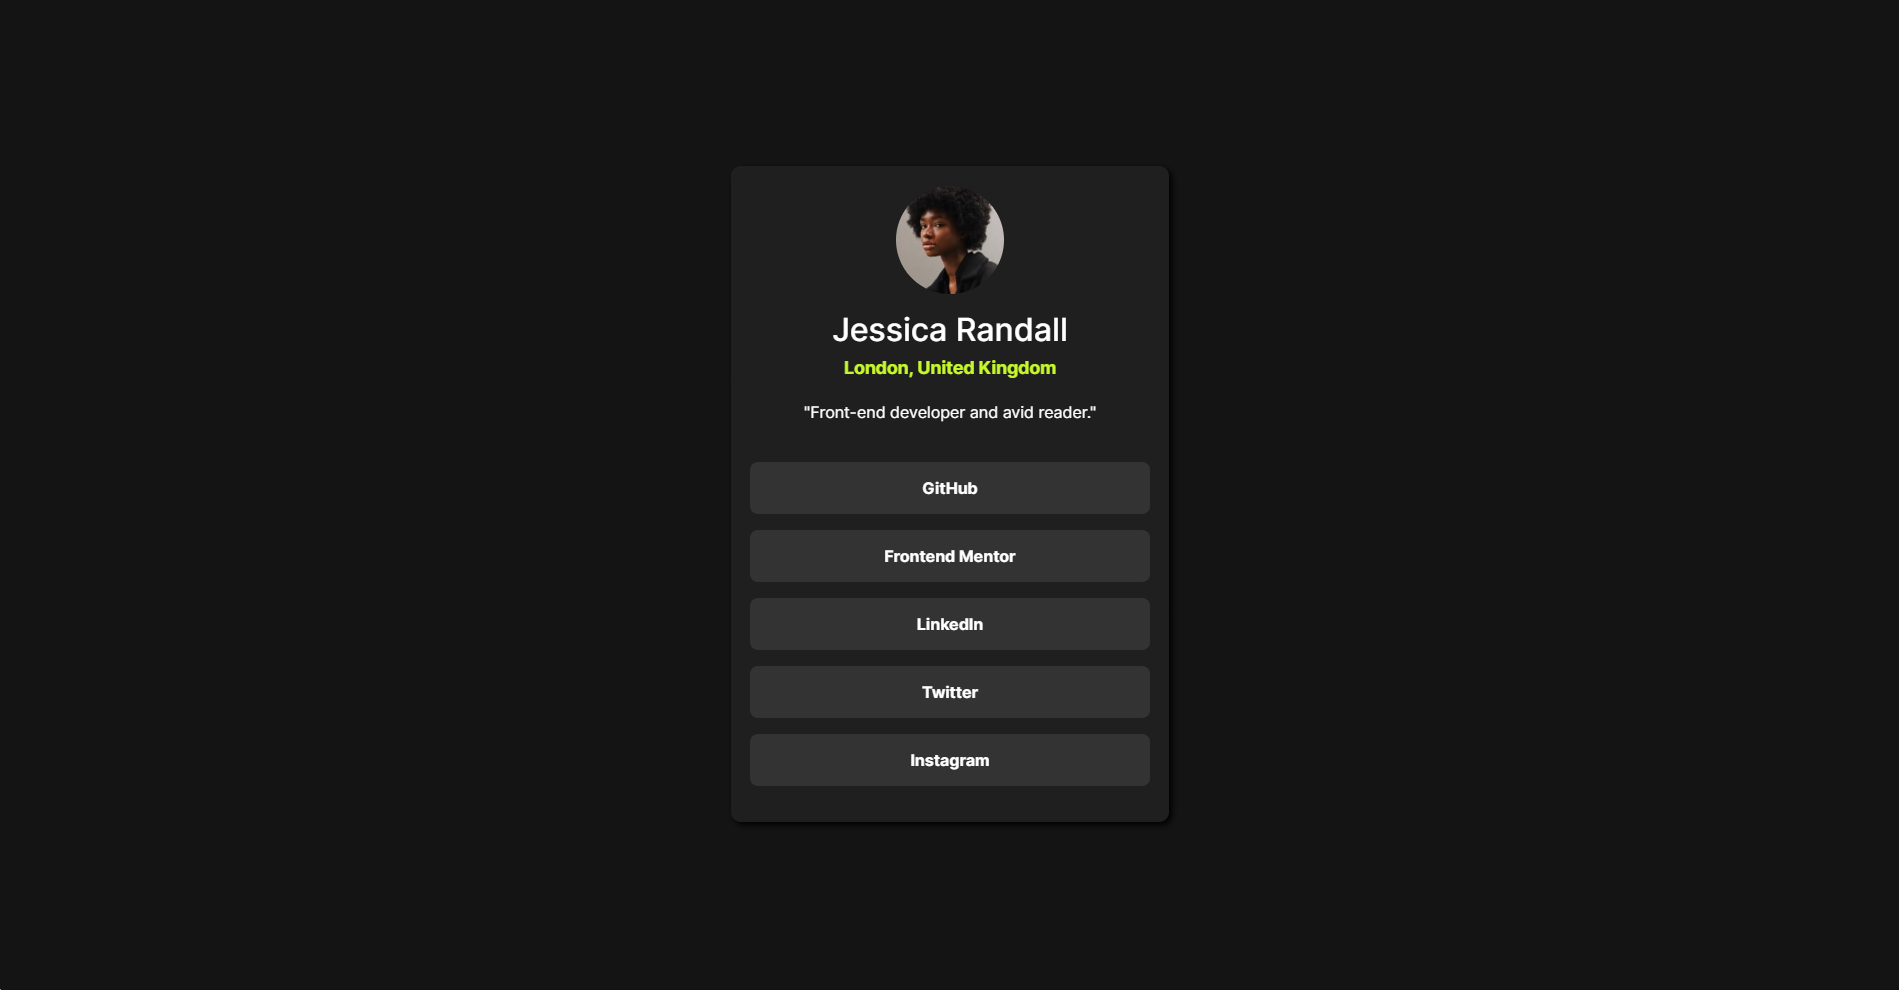 Jessica Randall
London, United Kingdom
"Front-end developer and avid reader."
GitHub
Frontend Mentor
LinkedIn
Twitter
Instagram